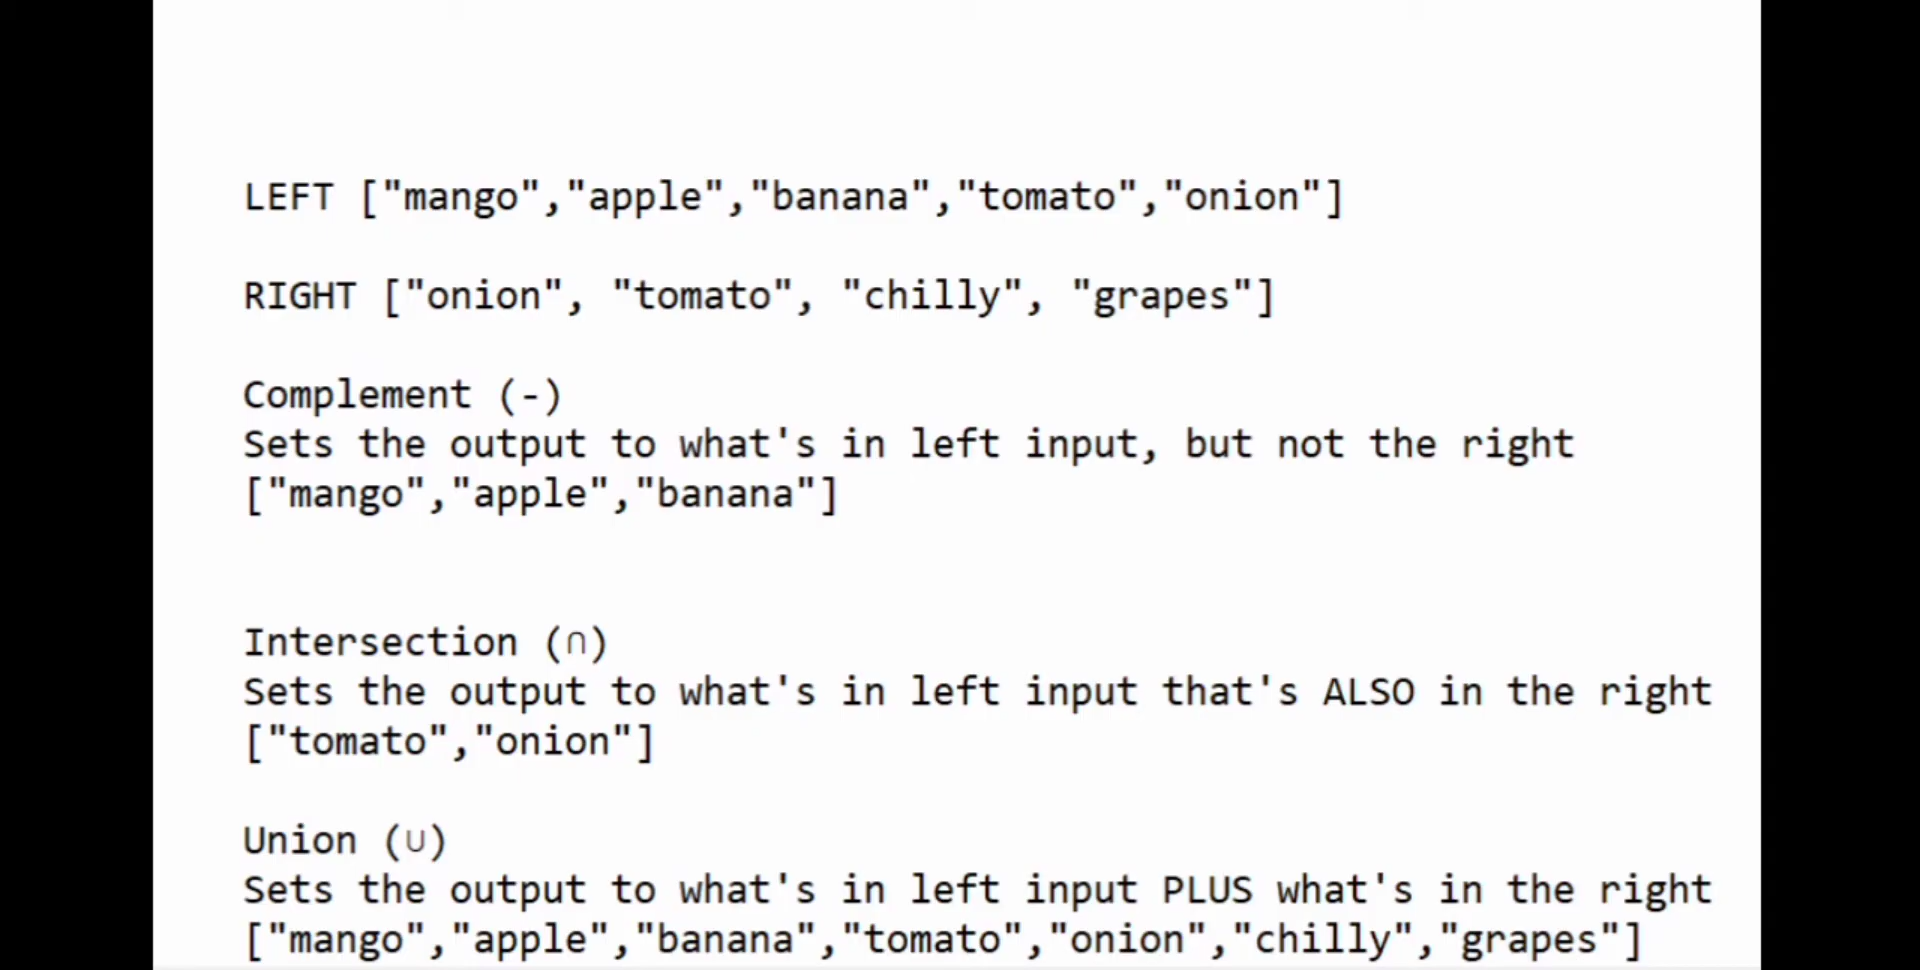 LEFT ["mango","apple","banana","tomato","onion"]
RIGHT ["onion", "tomato", "chilly", "grapes"]
Complement (-)
Sets the output to what's in left input, but not the right
["mango","apple","banana"]
Intersection (∩)
Sets the output to what's in left input that's ALSO in the right
["tomato","onion"]
Union (∪)
Sets the output to what's in left input PLUS what's in the right
["mango","apple","banana","tomato","onion","chilly","grapes"]